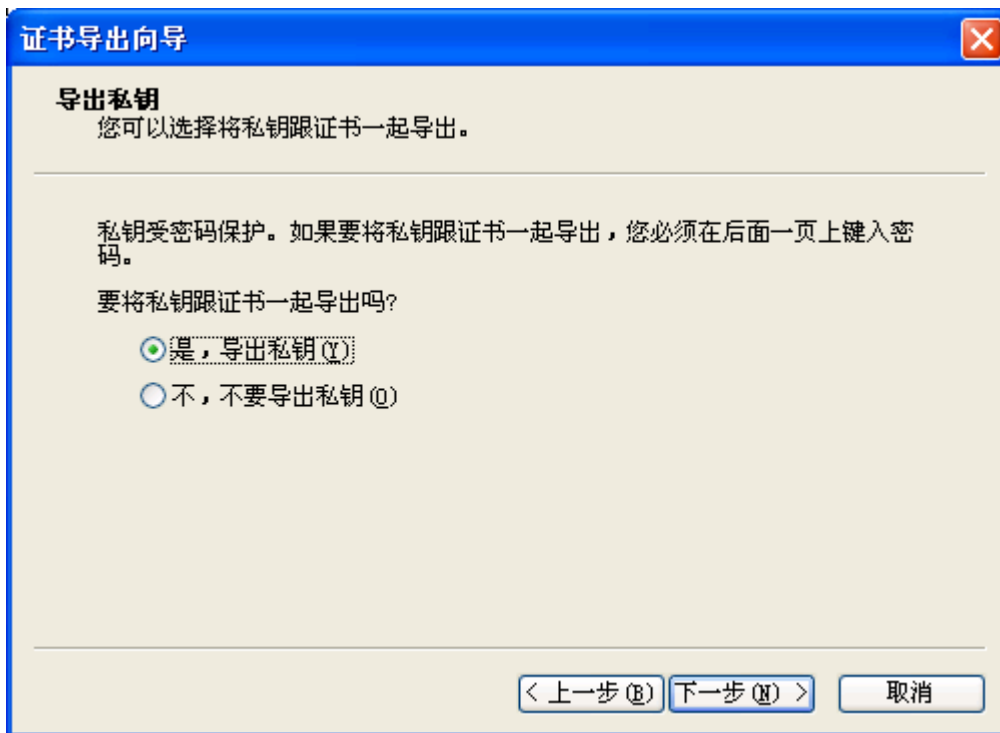 证书导出向导
导出私钥
您可以选择将私钥跟证书一起导出。
私钥受密码保护。如果要将私钥跟证书一起导出，您必须在后面一页上键入密
码。
要将私钥跟证书一起导出吗?
是，导出私钥(Y)
不，不要导出私钥(O)
< 上一步(B) 下一步(N) > 取消